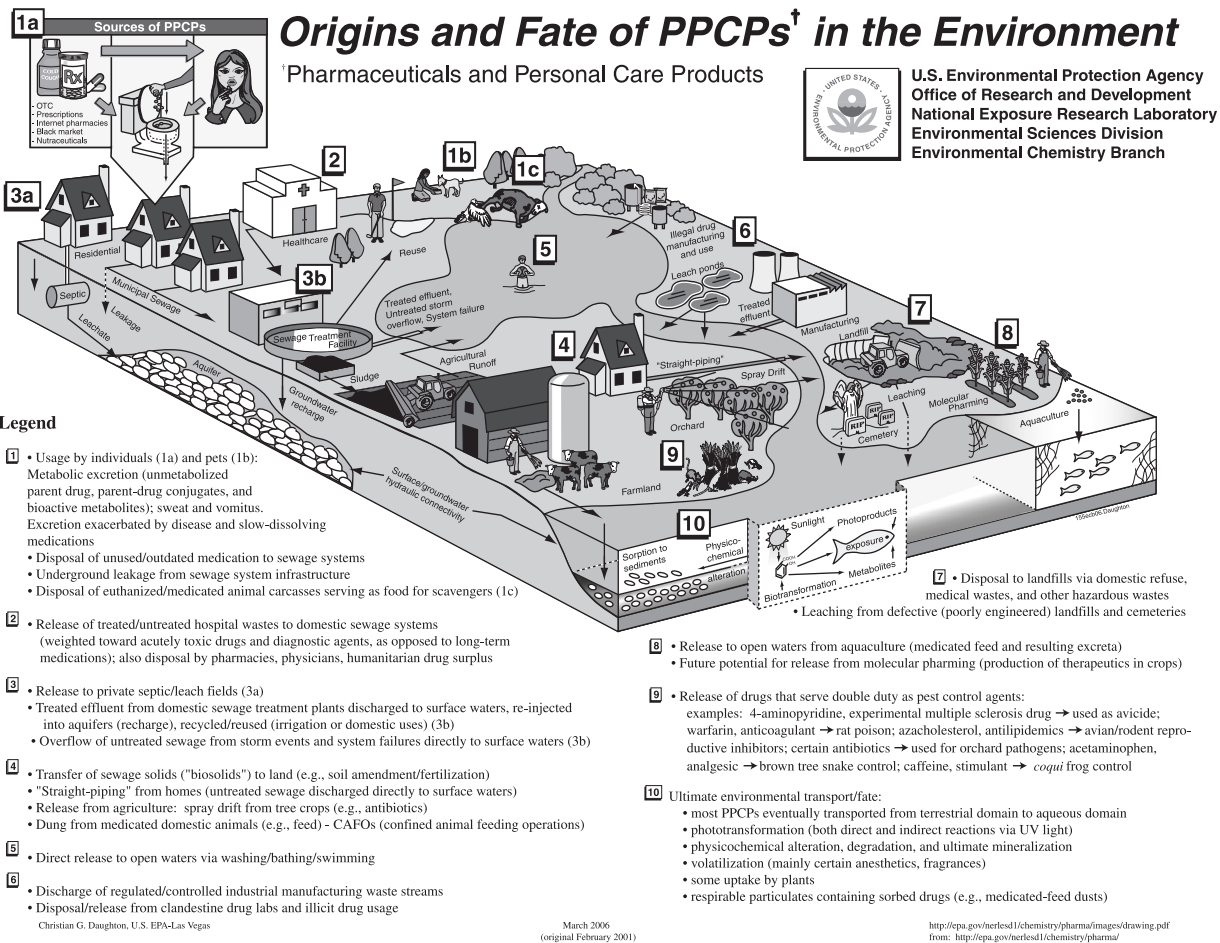 1a
Sources of PPCPs
COLD
COUGH
Rx
- OTC
- Prescriptions
- Internet pharmacies
- Black market
- Nutraceuticals
Origins and Fate of PPCPs† in the Environment
†Pharmaceuticals and Personal Care Products
UNITED STATES
ENVIRONMENTAL PROTECTION AGENCY
U.S. Environmental Protection Agency
Office of Research and Development
National Exposure Research Laboratory
Environmental Sciences Division
Environmental Chemistry Branch
3a
2
1b
1c
Residential
Healthcare
Reuse
5
Illegal drug
manufacturing
and use
6
Leach ponds
Septic
Municipal Sewage
Leakage
Leachate
3b
Treated effluent,
Untreated storm
overflow, System failure
Sewage Treatment
Facility
Treated
effluent
Manufacturing
7
Landfill
8
Aquifer
Sludge
Agricultural
Runoff
4
"Straight-piping"
Spray Drift
Groundwater
recharge
Orchard
Leaching
Molecular
Pharming
Aquaculture
RIP
RIP
RIP
Cemetery
9
Farmland
Surface/groundwater
hydraulic connectivity
10
Sorption to
sediments
Physico-
chemical
alteration
Sunlight
Photoproducts
exposure
Metabolites
Biotransformation
155ecb06.Daughton
Legend
1 • Usage by individuals (1a) and pets (1b):
Metabolic excretion (unmetabolized
parent drug, parent-drug conjugates, and
bioactive metabolites); sweat and vomitus.
Excretion exacerbated by disease and slow-dissolving
medications
• Disposal of unused/outdated medication to sewage systems
• Underground leakage from sewage system infrastructure
• Disposal of euthanized/medicated animal carcasses serving as food for scavengers (1c)
2 • Release of treated/untreated hospital wastes to domestic sewage systems
(weighted toward acutely toxic drugs and diagnostic agents, as opposed to long-term
medications); also disposal by pharmacies, physicians, humanitarian drug surplus
3 • Release to private septic/leach fields (3a)
• Treated effluent from domestic sewage treatment plants discharged to surface waters, re-injected
into aquifers (recharge), recycled/reused (irrigation or domestic uses) (3b)
• Overflow of untreated sewage from storm events and system failures directly to surface waters (3b)
4 • Transfer of sewage solids ("biosolids") to land (e.g., soil amendment/fertilization)
• "Straight-piping" from homes (untreated sewage discharged directly to surface waters)
• Release from agriculture: spray drift from tree crops (e.g., antibiotics)
• Dung from medicated domestic animals (e.g., feed) - CAFOs (confined animal feeding operations)
5 • Direct release to open waters via washing/bathing/swimming
6 • Discharge of regulated/controlled industrial manufacturing waste streams
• Disposal/release from clandestine drug labs and illicit drug usage
7 • Disposal to landfills via domestic refuse,
medical wastes, and other hazardous wastes
• Leaching from defective (poorly engineered) landfills and cemeteries
8 • Release to open waters from aquaculture (medicated feed and resulting excreta)
• Future potential for release from molecular pharming (production of therapeutics in crops)
9 • Release of drugs that serve double duty as pest control agents:
examples: 4-aminopyridine, experimental multiple sclerosis drug → used as avicide;
warfarin, anticoagulant → rat poison; azacholesterol, antilipidemics → avian/rodent repro-
ductive inhibitors; certain antibiotics → used for orchard pathogens; acetaminophen,
analgesic → brown tree snake control; caffeine, stimulant → coqui frog control
10 Ultimate environmental transport/fate:
• most PPCPs eventually transported from terrestrial domain to aqueous domain
• phototransformation (both direct and indirect reactions via UV light)
• physicochemical alteration, degradation, and ultimate mineralization
• volatilization (mainly certain anesthetics, fragrances)
• some uptake by plants
• respirable particulates containing sorbed drugs (e.g., medicated-feed dusts)
Christian G. Daughton, U.S. EPA-Las Vegas
March 2006
(original February 2001)
http://epa.gov/nerlesd1/chemistry/pharma/images/drawing.pdf
from: http://epa.gov/nerlesd1/chemistry/pharma/